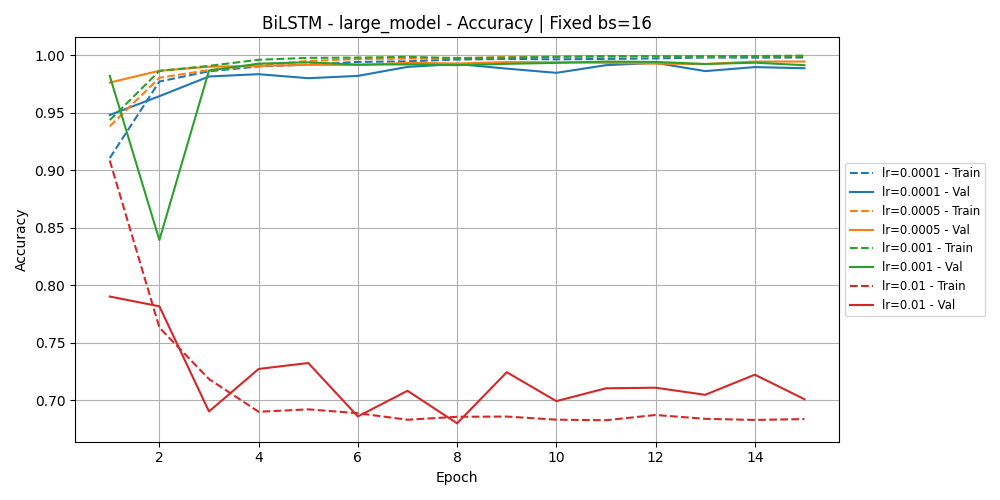 BiLSTM - large_model - Accuracy | Fixed bs=16
Accuracy
1.00
0.95
0.90
0.85
0.80
0.75
0.70
2 4 6 8 10 12 14
Epoch
lr=0.0001 - Train
lr=0.0001 - Val
lr=0.0005 - Train
lr=0.0005 - Val
lr=0.001 - Train
lr=0.001 - Val
lr=0.01 - Train
lr=0.01 - Val